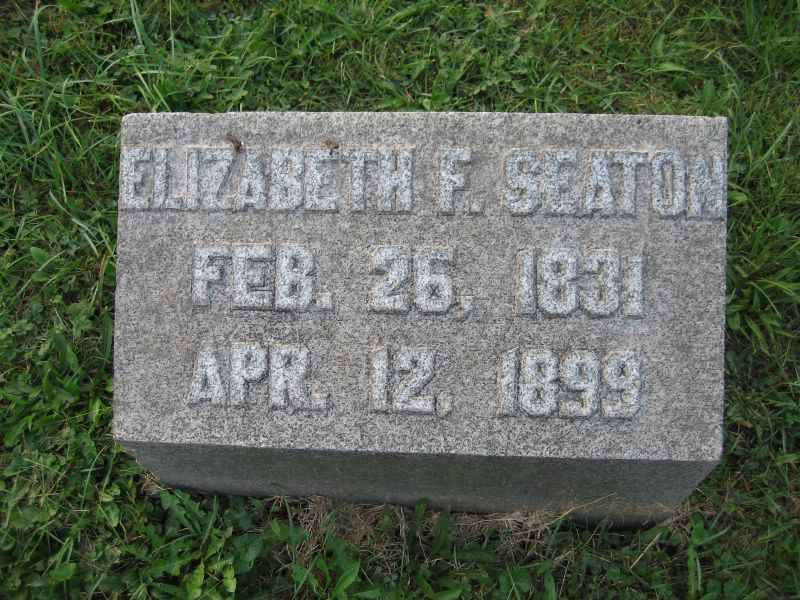 ELIZABETH F. SEATON
FEB. 26, 1831
APR. 12, 1899